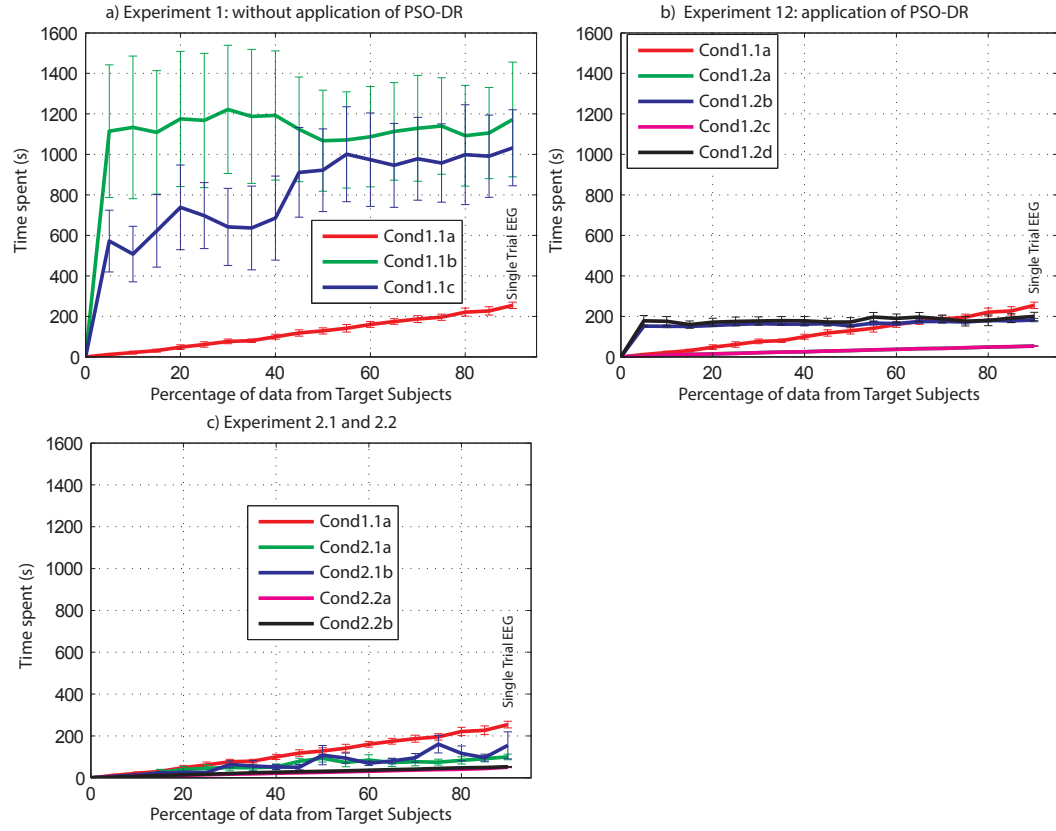 a) Experiment 1: without application of PSO-DR
1600
1400
1200
1000
800
600
400
200
0
Time spent (s)
Cond1.1a
Cond1.1b
Cond1.1c
Single Trial EEG
0
20
40
60
80
Percentage of data from Target Subjects
b) Experiment 12: application of PSO-DR
1600
1400
1200
1000
800
600
400
200
0
Time spent (s)
Cond1.1a
Cond1.2a
Cond1.2b
Cond1.2c
Cond1.2d
Single Trial EEG
0
20
40
60
80
Percentage of data from Target Subjects
c) Experiment 2.1 and 2.2
1600
1400
1200
1000
800
600
400
200
0
Time spent (s)
Cond1.1a
Cond2.1a
Cond2.1b
Cond2.2a
Cond2.2b
Single Trial EEG
0
20
40
60
80
Percentage of data from Target Subjects